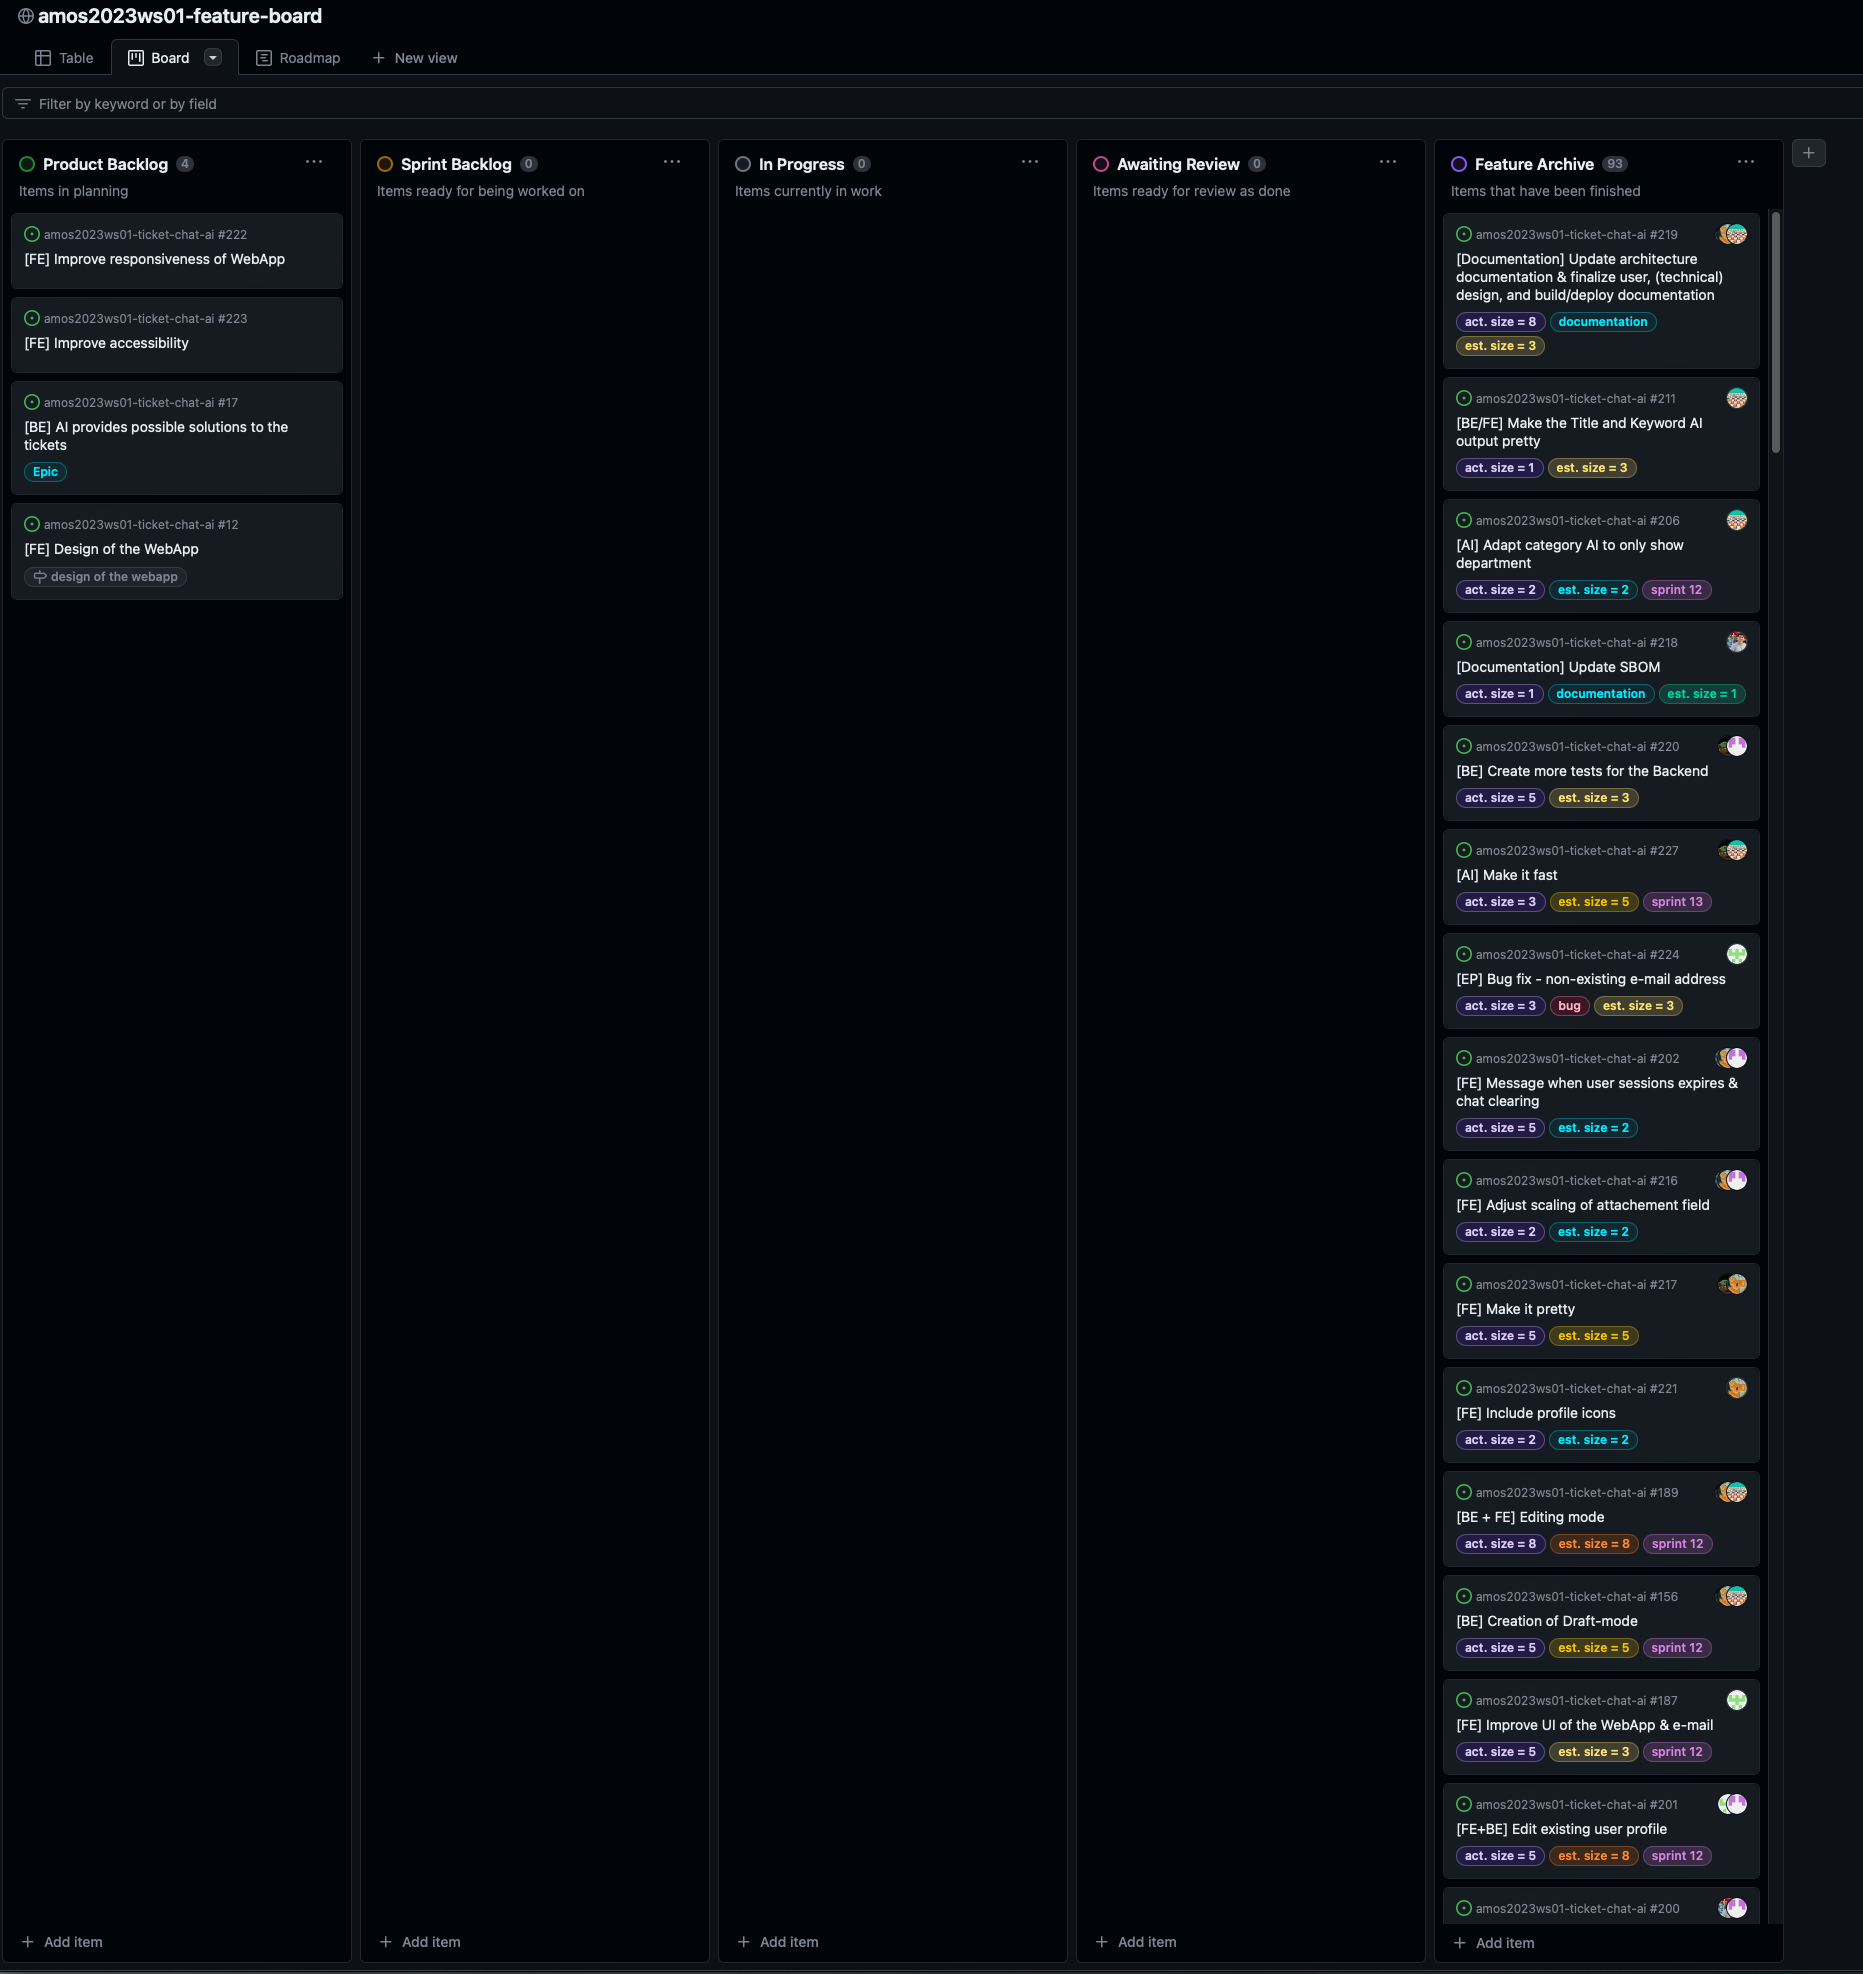 amos2023ws01-feature-board
Table
Board
Roadmap
+ New view
Filter by keyword or by field
Product Backlog 4
Items in planning
amos2023ws01-ticket-chat-ai #222
[FE] Improve responsiveness of WebApp
amos2023ws01-ticket-chat-ai #223
[FE] Improve accessibility
amos2023ws01-ticket-chat-ai #17
[BE] AI provides possible solutions to the
tickets
Epic
amos2023ws01-ticket-chat-ai #12
[FE] Design of the WebApp
design of the webapp
+ Add item
Sprint Backlog 0
Items ready for being worked on
+ Add item
In Progress 0
Items currently in work
+ Add item
Awaiting Review 0
Items ready for review as done
+ Add item
Feature Archive 93
Items that have been finished
amos2023ws01-ticket-chat-ai #219
[Documentation] Update architecture
documentation & finalize user, (technical)
design, and build/deploy documentation
act. size = 8 documentation
est. size = 3
amos2023ws01-ticket-chat-ai #211
[BE/FE] Make the Title and Keyword AI
output pretty
act. size = 1 est. size = 3
amos2023ws01-ticket-chat-ai #206
[AI] Adapt category AI to only show
department
act. size = 2 est. size = 2 sprint 12
amos2023ws01-ticket-chat-ai #218
[Documentation] Update SBOM
act. size = 1 documentation est. size = 1
amos2023ws01-ticket-chat-ai #220
[BE] Create more tests for the Backend
act. size = 5 est. size = 3
amos2023ws01-ticket-chat-ai #227
[AI] Make it fast
act. size = 3 est. size = 5 sprint 13
amos2023ws01-ticket-chat-ai #224
[EP] Bug fix - non-existing e-mail address
act. size = 3 bug est. size = 3
amos2023ws01-ticket-chat-ai #202
[FE] Message when user sessions expires &
chat clearing
act. size = 5 est. size = 2
amos2023ws01-ticket-chat-ai #216
[FE] Adjust scaling of attachement field
act. size = 2 est. size = 2
amos2023ws01-ticket-chat-ai #217
[FE] Make it pretty
act. size = 5 est. size = 5
amos2023ws01-ticket-chat-ai #221
[FE] Include profile icons
act. size = 2 est. size = 2
amos2023ws01-ticket-chat-ai #189
[BE + FE] Editing mode
act. size = 8 est. size = 8 sprint 12
amos2023ws01-ticket-chat-ai #156
[BE] Creation of Draft-mode
act. size = 5 est. size = 5 sprint 12
amos2023ws01-ticket-chat-ai #187
[FE] Improve UI of the WebApp & e-mail
act. size = 5 est. size = 3 sprint 12
amos2023ws01-ticket-chat-ai #201
[FE+BE] Edit existing user profile
act. size = 5 est. size = 8 sprint 12
amos2023ws01-ticket-chat-ai #200
+ Add item